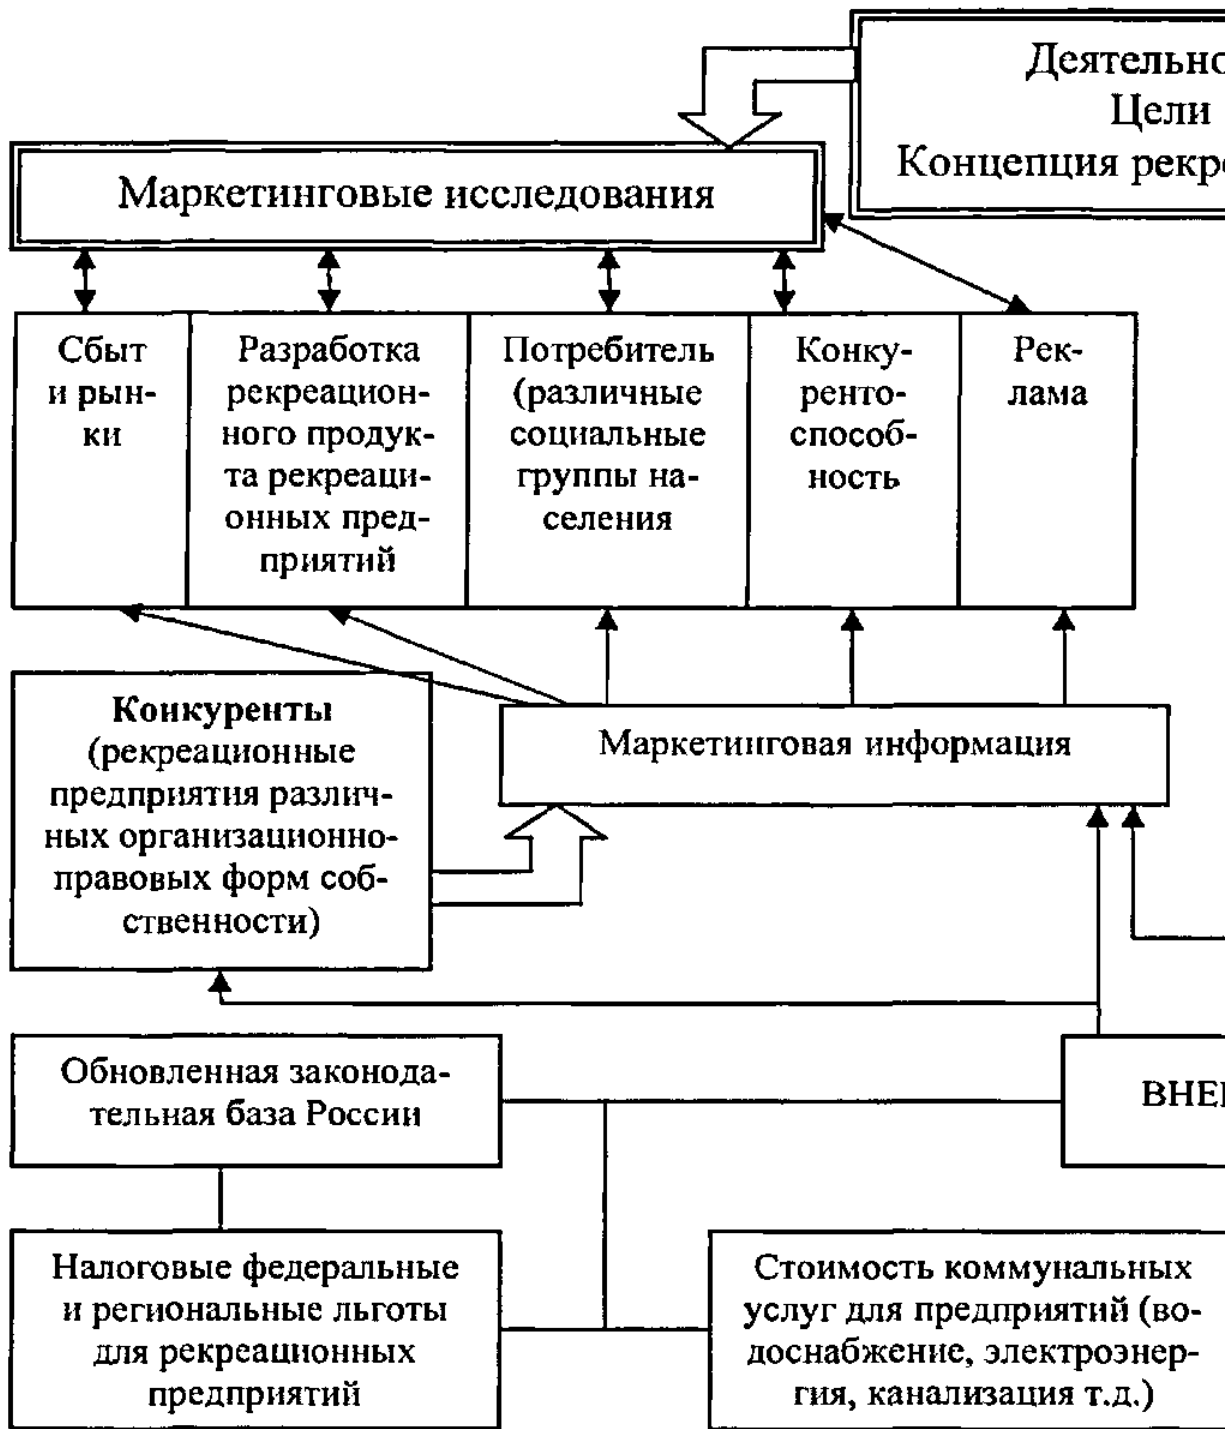 Деятельно
Цели
Концепция рекре
Маркетинговые исследования
Сбыт
и рын-
ки
Разработка
рекреацион-
ного продук-
та рекреаци-
онных пред-
приятий
Потребитель
(различные
социальные
группы на-
селения
Конку-
ренто-
способ-
ность
Рек-
лама
Конкуренты
(рекреационные
предприятия различ-
ных организационно-
правовых форм соб-
ственности)
Маркетинговая информация
Обновленная законода-
тельная база России
ВНЕ
Налоговые федеральные
и региональные льготы
для рекреационных
предприятий
Стоимость коммунальных
услуг для предприятий (во-
доснабжение, электроэнер-
гия, канализация т.д.)